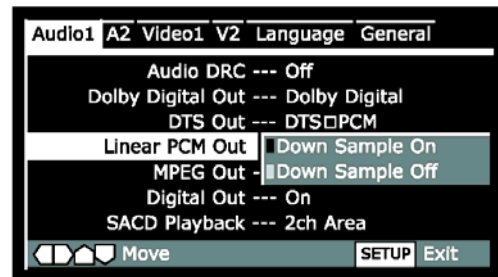 Audio1 A2 Video1 V2 Language General
Audio DRC --- Off
Dolby Digital Out --- Dolby Digital
DTS Out --- DTS□PCM
Linear PCM Out Down Sample On
MPEG Out - Down Sample Off
Digital Out --- On
SACD Playback --- 2ch Area
Move SETUP Exit